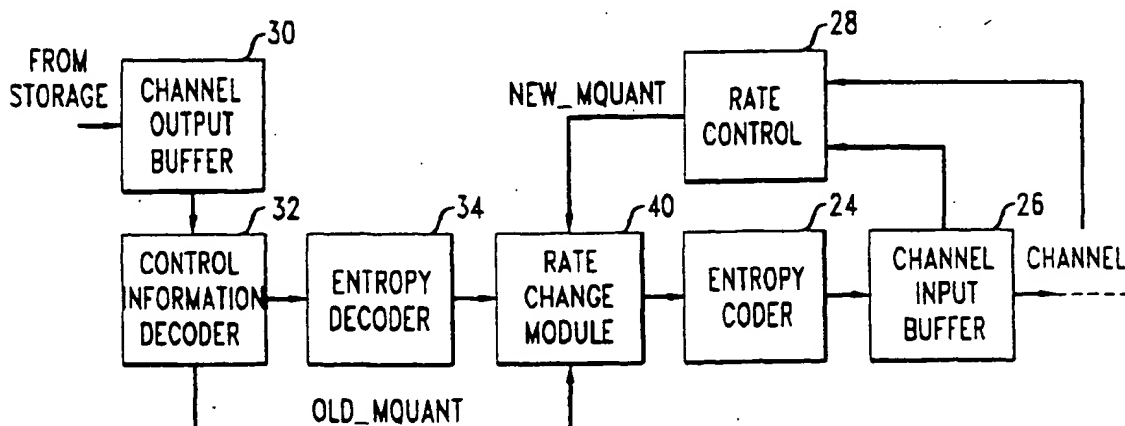 30
FROM
STORAGE
CHANNEL
OUTPUT
BUFFER
28
NEW_MQUANT
RATE
CONTROL
32
CONTROL
INFORMATION
DECODER
34
ENTROPY
DECODER
40
RATE
CHANGE
MODULE
24
ENTROPY
CODER
26
CHANNEL
INPUT
BUFFER
CHANNEL
OLD_MQUANT